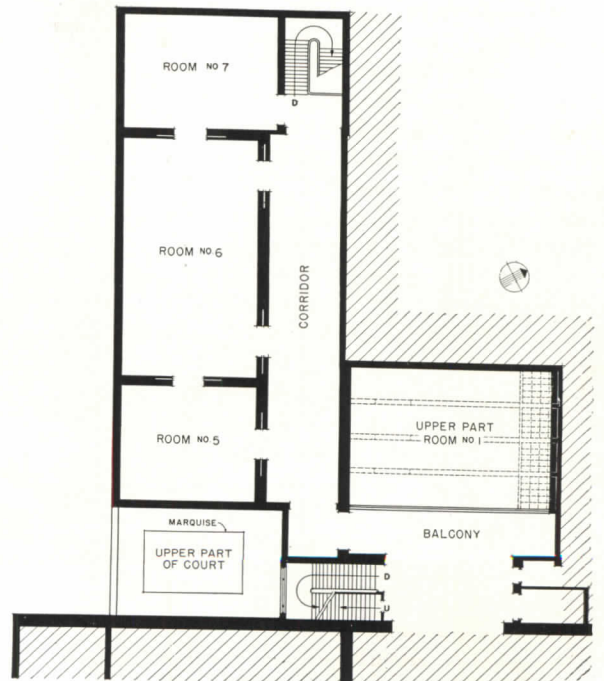 ROOM NO 7
D
ROOM NO. 6
CORRIDOR
UPPER PART
ROOM NO 1
ROOM NO. 5
MARQUISE
UPPER PART
OF COURT
BALCONY
D
U